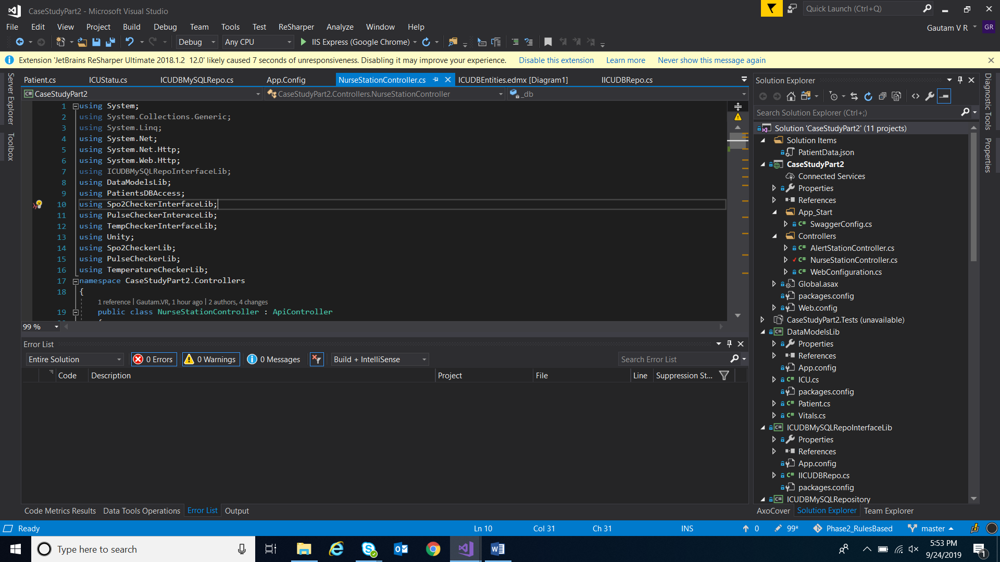 CaseStudyPart2 - Microsoft Visual Studio
Quick Launch (Ctrl+Q)
File Edit View Project Build Debug Team Tools Test ReSharper Analyze Window Help
Gautam V R GR
Debug Any CPU IIS Express (Google Chrome)
Extension 'JetBrains ReSharper Ultimate 2018.1.2 12.0' likely caused 7 seconds of unresponsiveness. Disabling it may improve your experience. Disable this extension Learn more Never show this message again
Server Explorer
Toolbox
Patient.cs ICUStatu.cs ICUDBMySQLRepo.cs App.Config NurseStationController.cs ICUDBEntities.edmx [Diagram1] IICUDBRepo.cs
CaseStudyPart2 CaseStudyPart2.Controllers.NurseStationController _db
1 using System;
2 using System.Collections.Generic;
3 using System.Linq;
4 using System.Net;
5 using System.Net.Http;
6 using System.Web.Http;
7 using ICUDBMySQLRepoInterfaceLib;
8 using DataModelsLib;
9 using PatientsDBAccess;
10 using Spo2CheckerInterfaceLib;
11 using PulseCheckerInteraceLib;
12 using TempCheckerInterfaceLib;
13 using Unity;
14 using Spo2CheckerLib;
15 using PulseCheckerLib;
16 using TemperatureCheckerLib;
17 namespace CaseStudyPart2.Controllers
18 {
1 reference | Gautam.VR, 1 hour ago | 2 authors, 4 changes
19 public class NurseStationController : ApiController
99 %
Error List
Entire Solution 0 Errors 0 Warnings 0 Messages Build + IntelliSense Search Error List
Code Description Project File Line Suppression St...
Code Metrics Results Data Tools Operations Error List Output
Solution Explorer
Search Solution Explorer (Ctrl+;)
Solution 'CaseStudyPart2' (11 projects)
Solution Items
PatientData.json
CaseStudyPart2
Connected Services
Properties
References
App_Start
SwaggerConfig.cs
Controllers
AlertStationController.cs
NurseStationController.cs
WebConfiguration.cs
Global.asax
packages.config
Web.config
CaseStudyPart2.Tests (unavailable)
DataModelsLib
Properties
References
App.config
ICU.cs
packages.config
Patient.cs
Vitals.cs
ICUDBMySQLRepoInterfaceLib
Properties
References
App.config
IICUDBRepo.cs
packages.config
ICUDBMySQLRepository
AxoCover Solution Explorer Team Explorer
Diagnostic Tools
Properties
Ready Ln 10 Col 31 Ch 31 INS 0 99* Phase2_RulesBased master
Type here to search
5:53 PM
9/24/2019
1